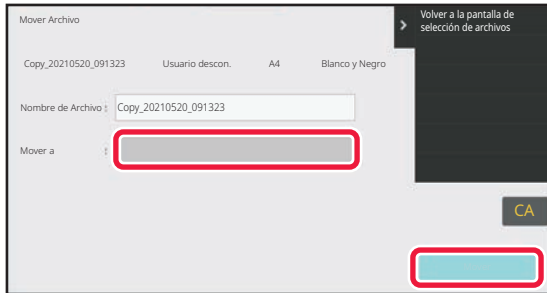 Mover Archivo
Volver a la pantalla de
selección de archivos
Copy_20210520_091323 Usuario descon. A4 Blanco y Negro
Nombre de Archivo : Copy_20210520_091323
Mover a :
CA